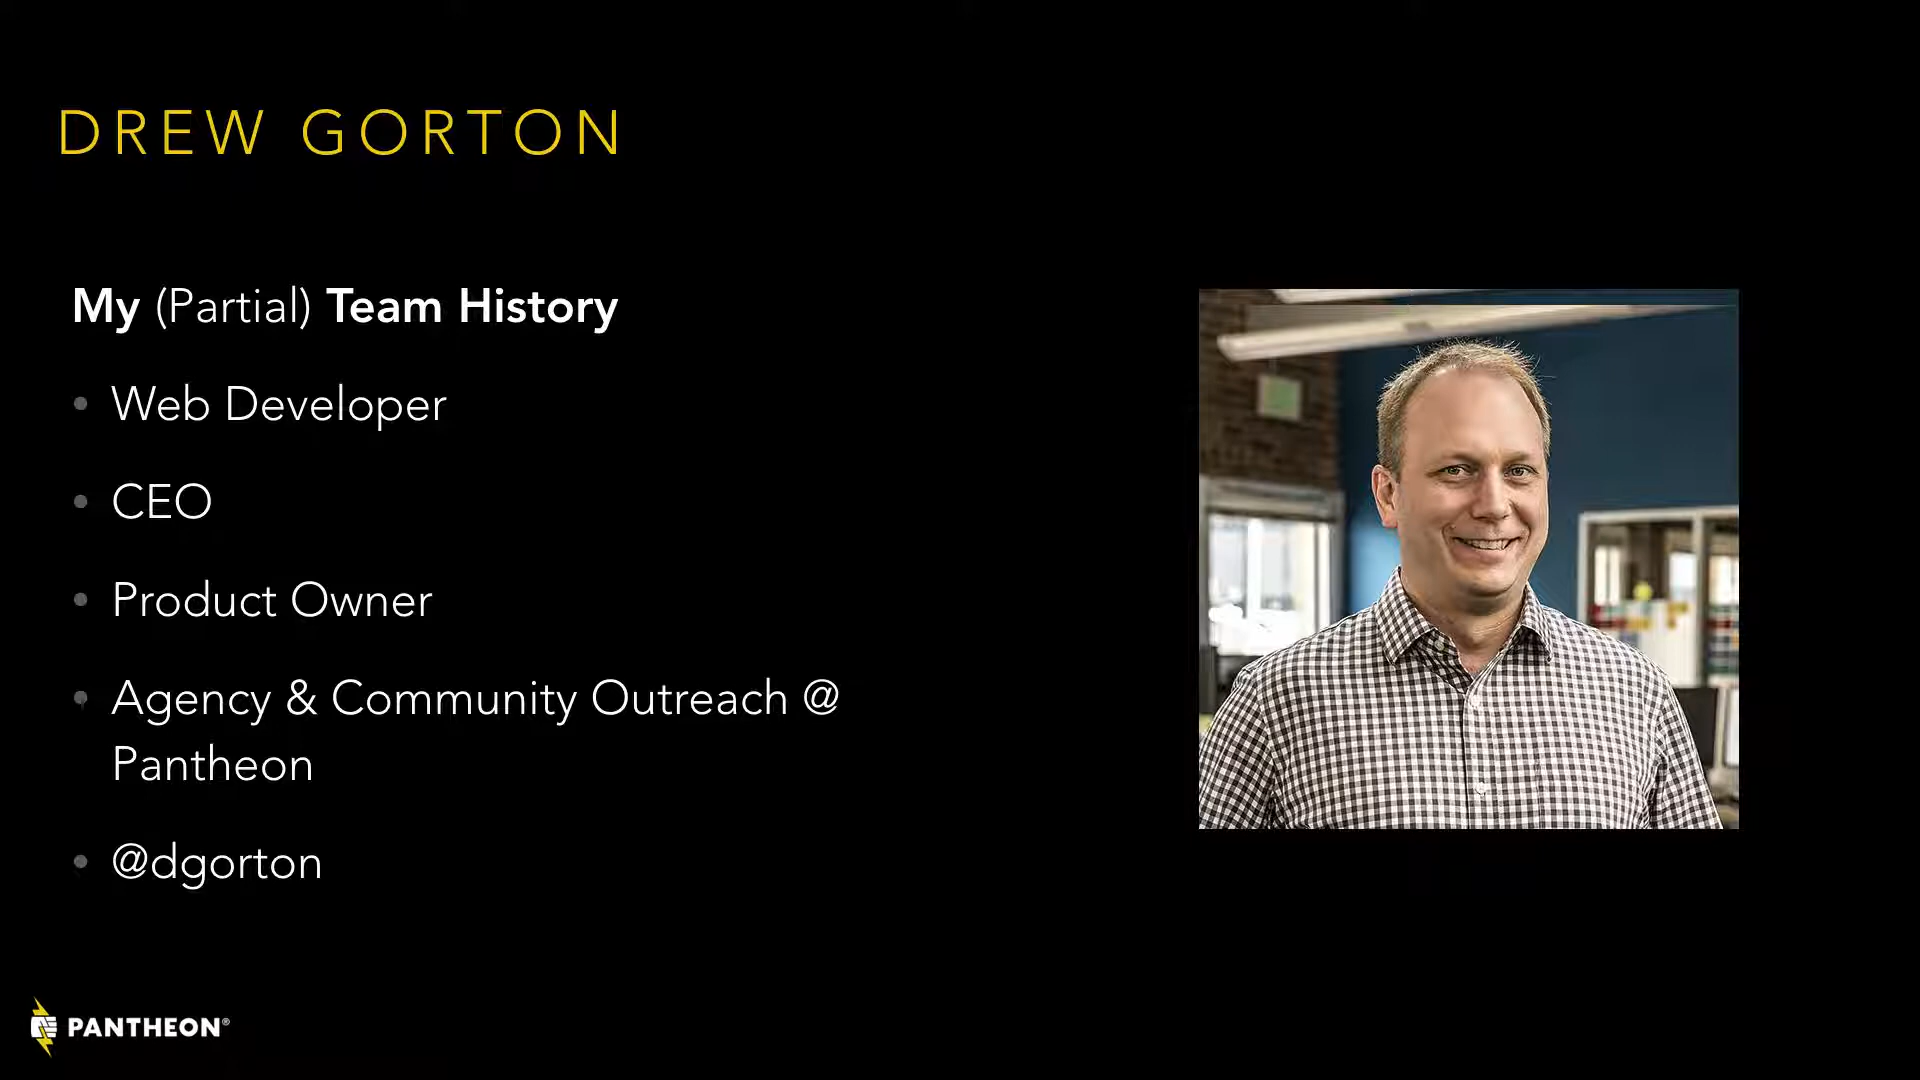 DREW GORTON
My (Partial) Team History
• Web Developer
• CEO
• Product Owner
• Agency & Community Outreach @
Pantheon
• @dgorton
PANTHEON®